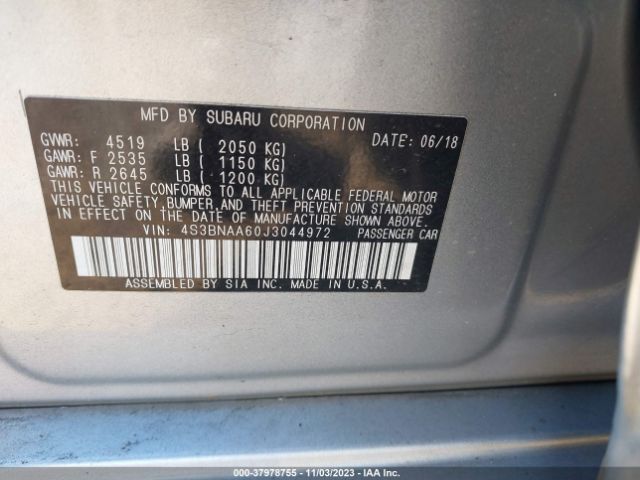 MFD BY SUBARU CORPORATION
GVWR: 4519 LB ( 2050 KG) DATE: 06/18
GAWR: F 2535 LB ( 1150 KG)
GAWR: R 2645 LB ( 1200 KG)
THIS VEHICLE CONFORMS TO ALL APPLICABLE FEDERAL MOTOR
VEHICLE SAFETY, BUMPER, AND THEFT PREVENTION STANDARDS
IN EFFECT ON THE DATE OF MANUFACTURE SHOWN ABOVE.
VIN: 4S3BNAA60J3044972 PASSENGER CAR
ASSEMBLED BY SIA INC. MADE IN U.S.A.
000-37978755 - 11/03/2023 - IAA Inc.